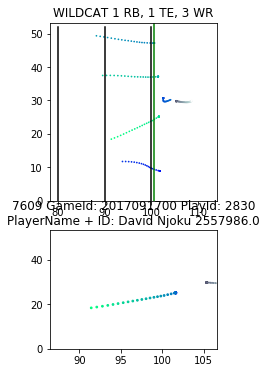 WILDCAT 1 RB, 1 TE, 3 WR
50
40
30
20
10
0
80 90 100 110
7609 GameId: 2017091700 PlayId: 2830
PlayerName + ID: David Njoku 2557986.0
40
20
0
90 95 100 105